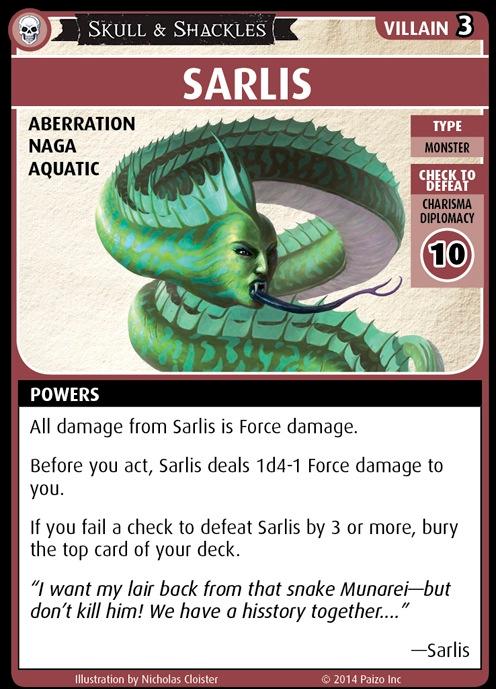 SKULL & SHACKLES
VILLAIN 3
SARLIS
ABERRATION
NAGA
AQUATIC
TYPE
MONSTER
CHECK TO
DEFEAT
CHARISMA
DIPLOMACY
10
POWERS
All damage from Sarlis is Force damage.
Before you act, Sarlis deals 1d4-1 Force damage to
you.
If you fail a check to defeat Sarlis by 3 or more, bury
the top card of your deck.
“I want my lair back from that snake Munarei—but
don’t kill him! We have a hisstory together....”
—Sarlis
Illustration by Nicholas Cloister
© 2014 Paizo Inc